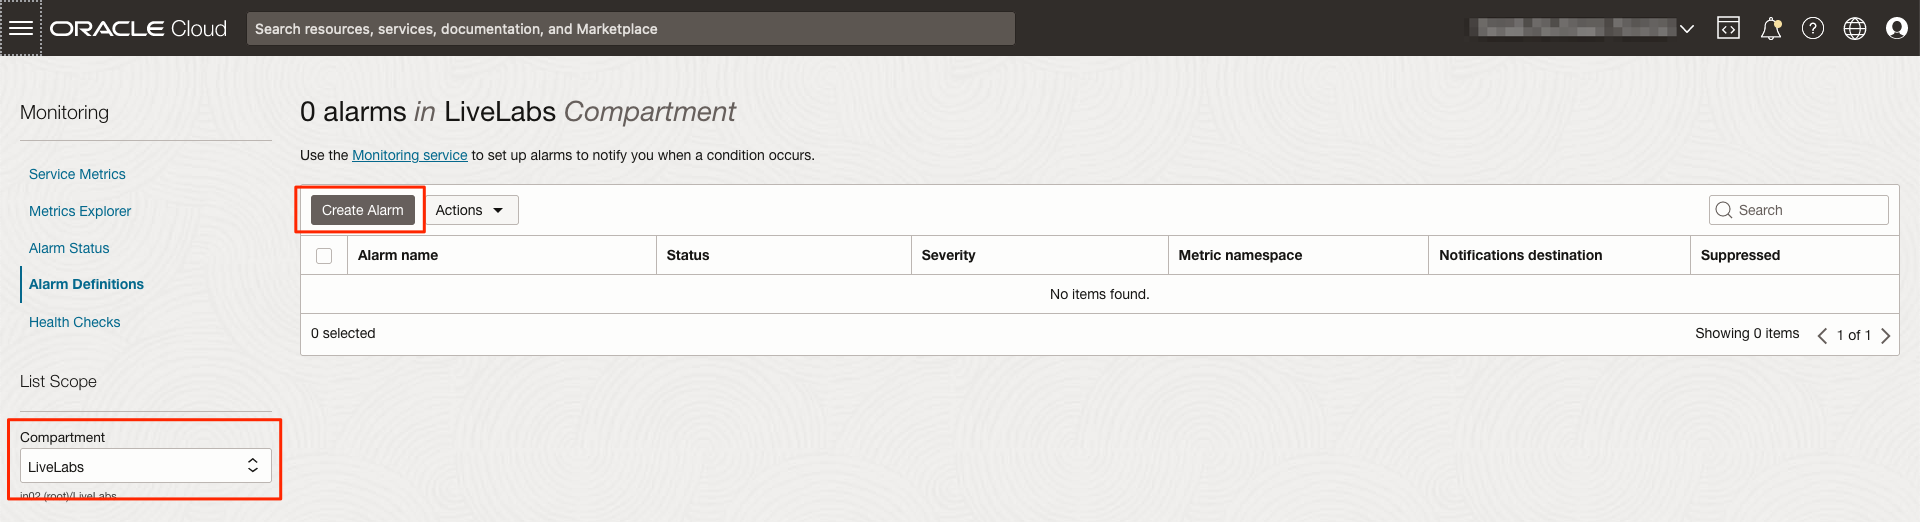 ORACLE Cloud
Search resources, services, documentation, and Marketplace
Monitoring
Service Metrics
Metrics Explorer
Alarm Status
Alarm Definitions
Health Checks
List Scope
Compartment
LiveLabs
in02 (root)/LiveLabs
0 alarms in LiveLabs Compartment
Use the Monitoring service to set up alarms to notify you when a condition occurs.
Create Alarm Actions Search
Alarm name Status Severity Metric namespace Notifications destination Suppressed
No items found.
0 selected Showing 0 items 1 of 1